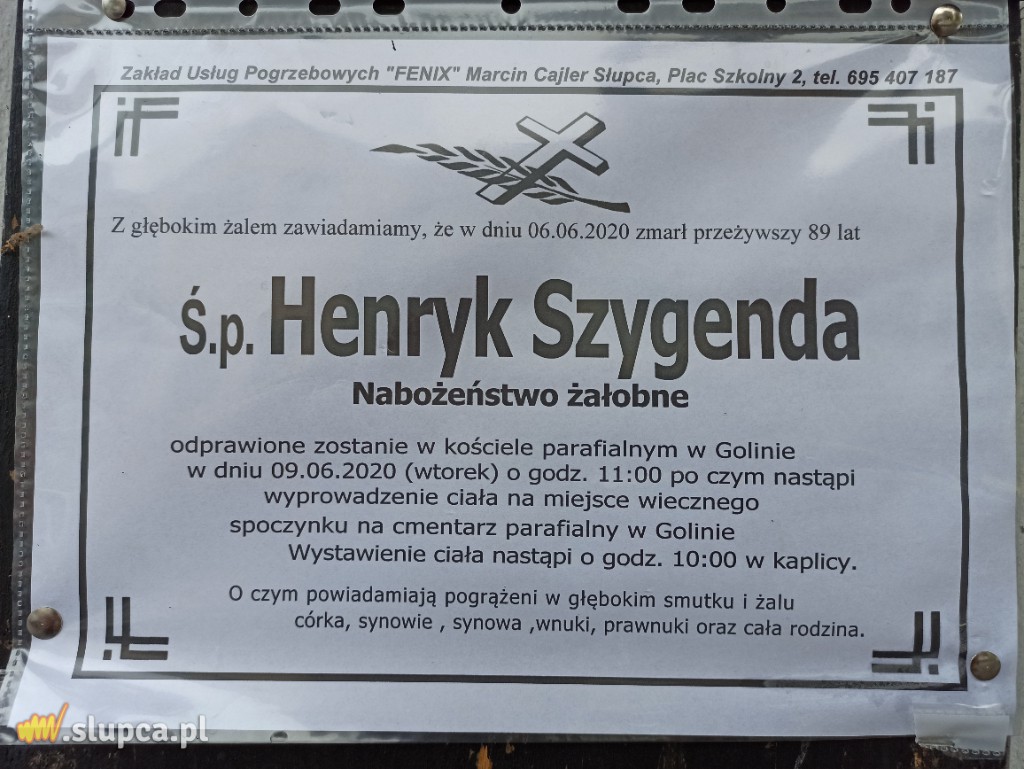 Zakład Usług Pogrzebowych "FENIX" Marcin Cajler Słupca, Plac Szkolny 2, tel. 695 407 187
Z głębokim żalem zawiadamiamy, że w dniu 06.06.2020 zmarł przeżywszy 89 lat
Ś.p. Henryk Szygenda
Nabożeństwo żałobne
odprawione zostanie w kościele parafialnym w Golinie
w dniu 09.06.2020 (wtorek) o godz. 11:00 po czym nastąpi
wyprowadzenie ciała na miejsce wiecznego
spoczynku na cmentarz parafialny w Golinie
Wystawienie ciała nastąpi o godz. 10:00 w kaplicy.
O czym powiadamiają pogrążeni w głębokim smutku i żalu
córka, synowie , synowa ,wnuki, prawnuki oraz cała rodzina.
www.slupca.pl